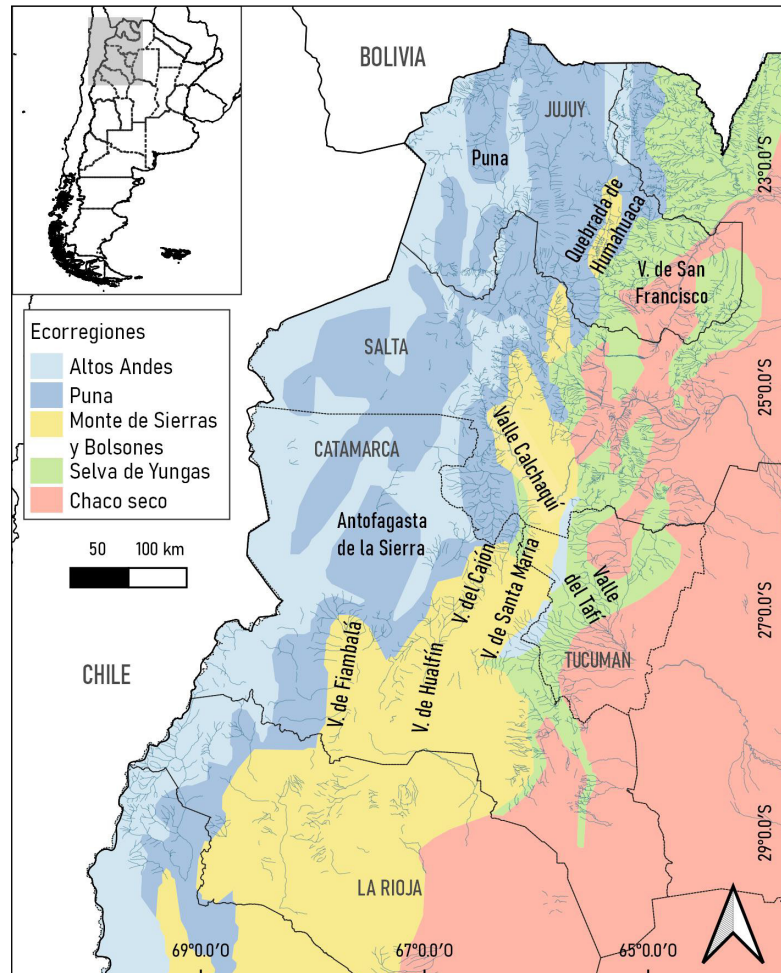 BOLIVIA
JUJUY
Puna
23°0.0'S
Quebrada de
Humahuaca
V. de San
Francisco
Ecorregiones
Altos Andes
Puna
Monte de Sierras
y Bolsones
Selva de Yungas
Chaco seco
50 100 km
SALTA
25°0.0'S
CATAMARCA
Valle Calchaquí
Antofagasta
de la Sierra
V. del Cajón
V. de Santa María
Valle
del Tafí
27°0.0'S
CHILE
V. de Fiambalá
V. de Hualfín
TUCUMAN
29°0.0'S
LA RIOJA
69°0.0'O 67°0.0'O 65°0.0'O